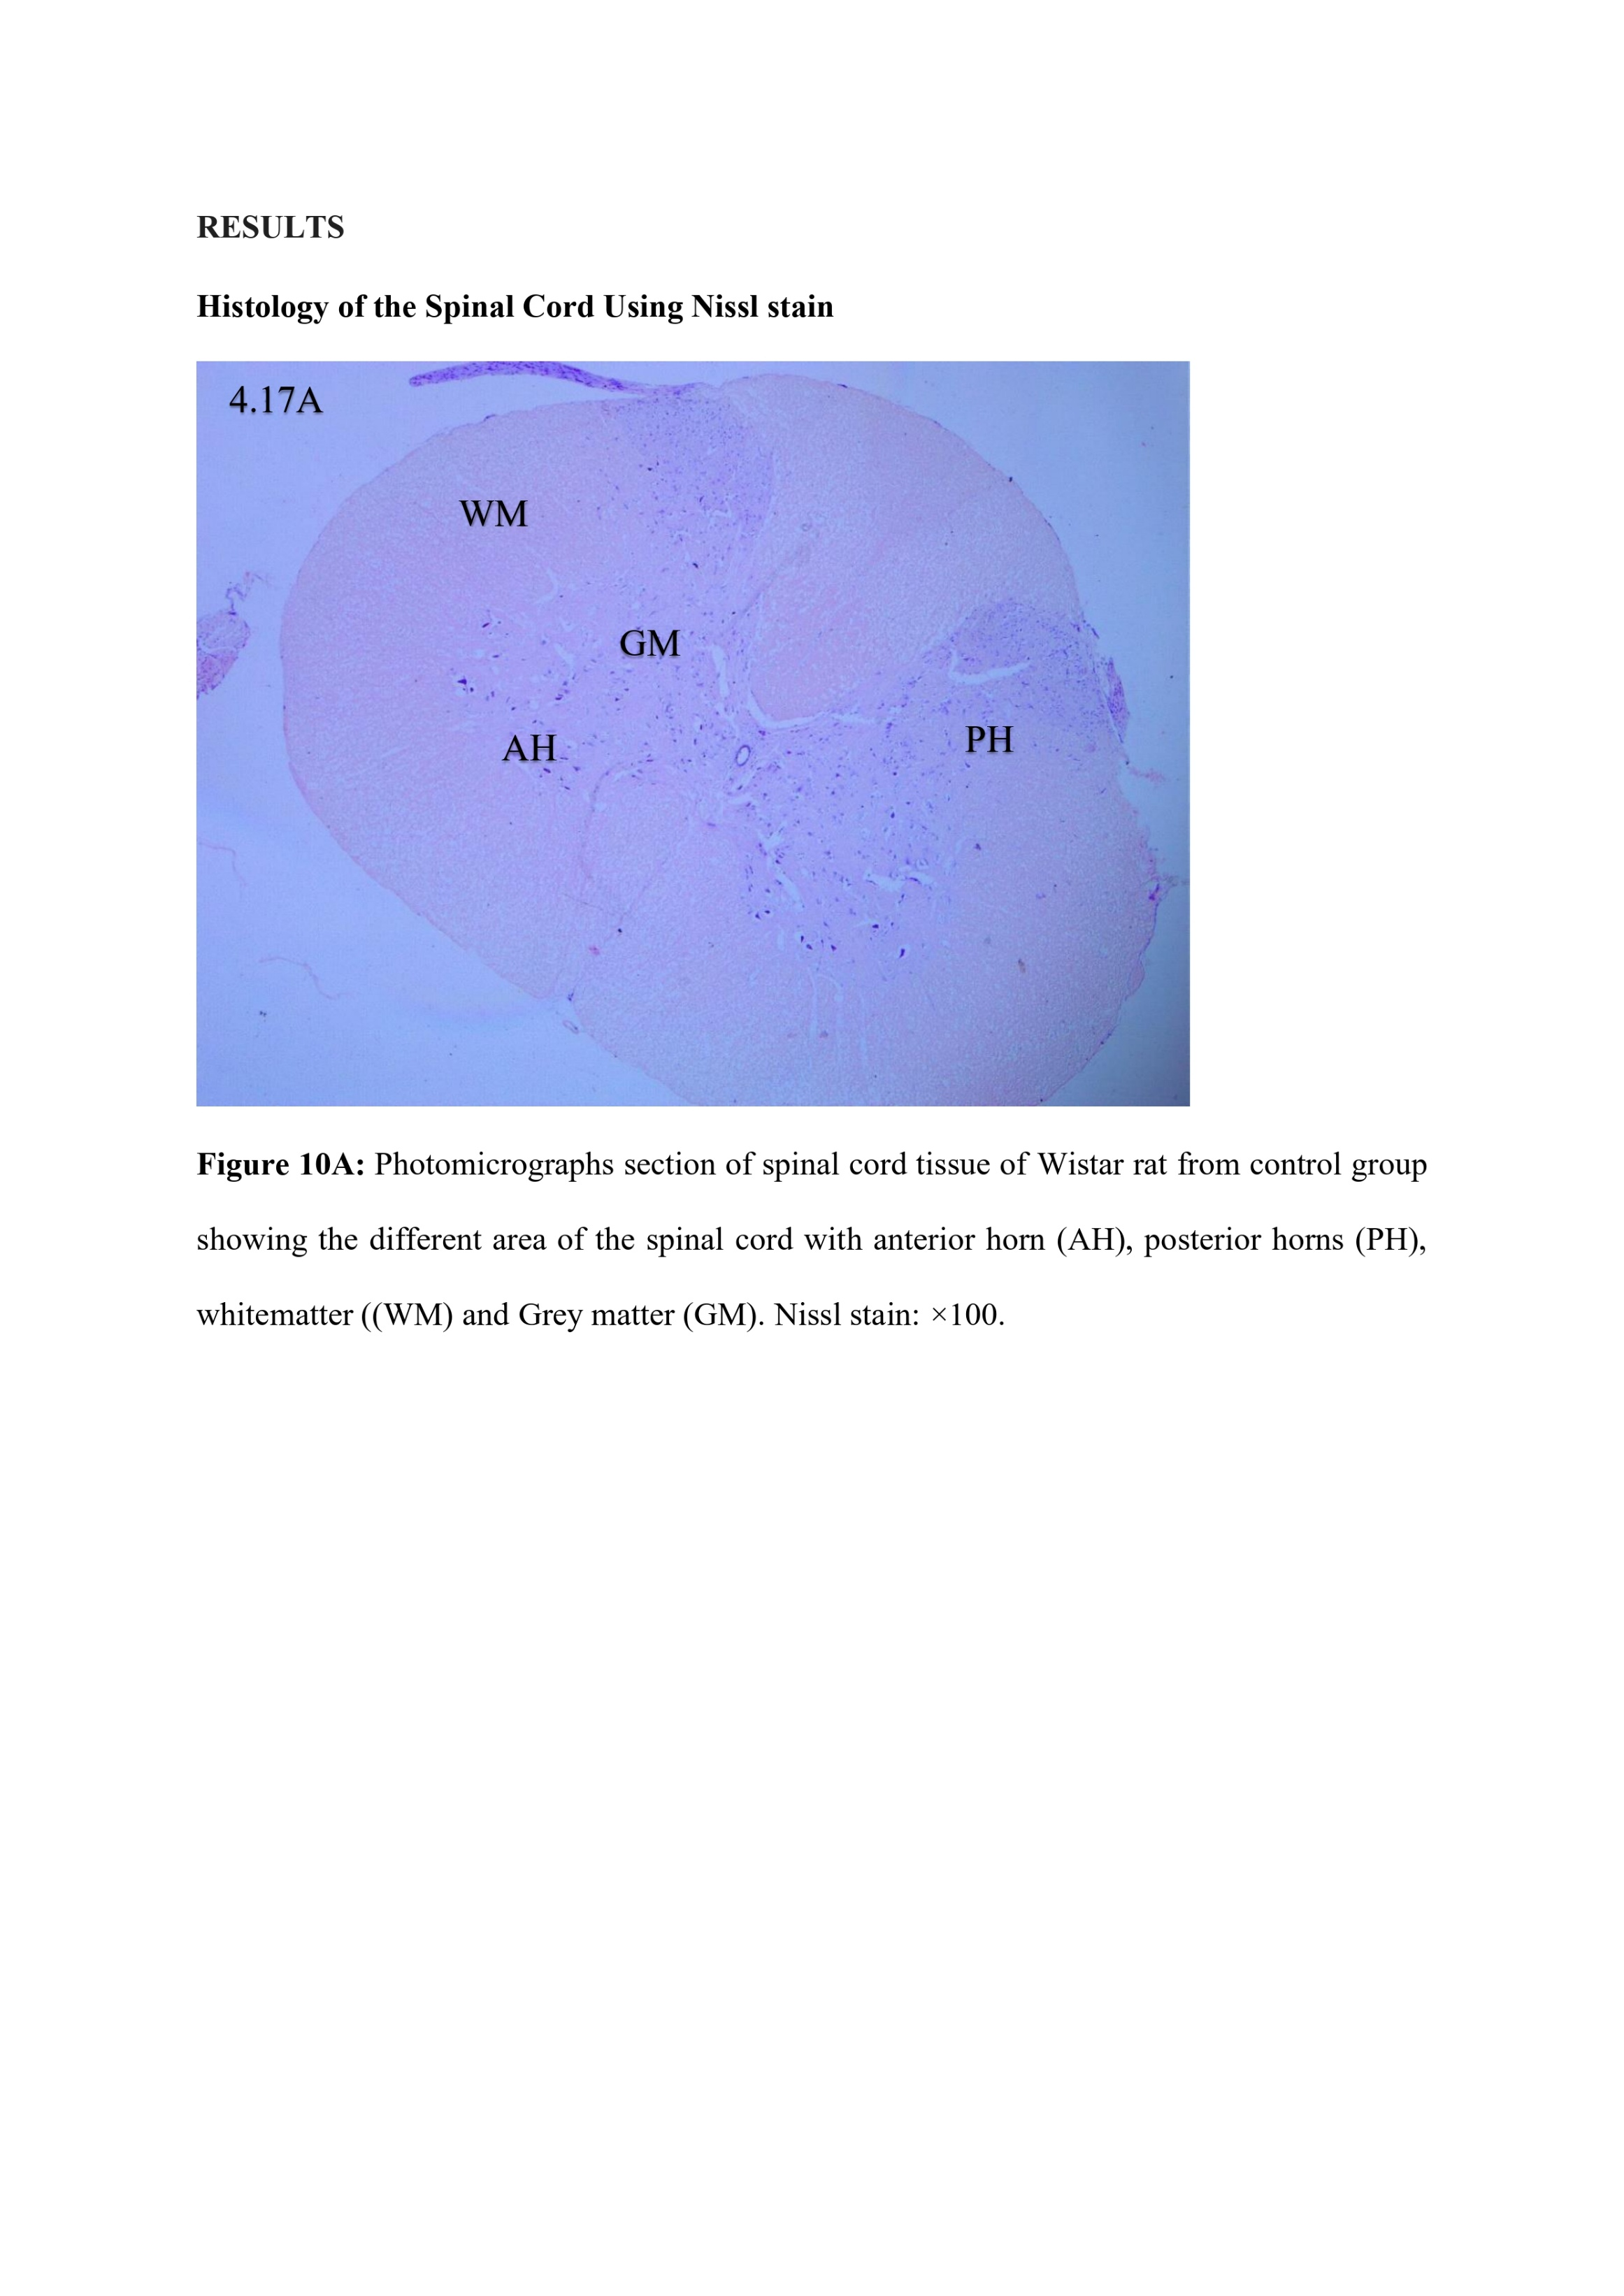 RESULTS
Histology of the Spinal Cord Using Nissl stain
4.17A
WM
GM
AH
PH
Figure 10A: Photomicrographs section of spinal cord tissue of Wistar rat from control group
showing the different area of the spinal cord with anterior horn (AH), posterior horns (PH),
whitematter ((WM) and Grey matter (GM). Nissl stain: ×100.